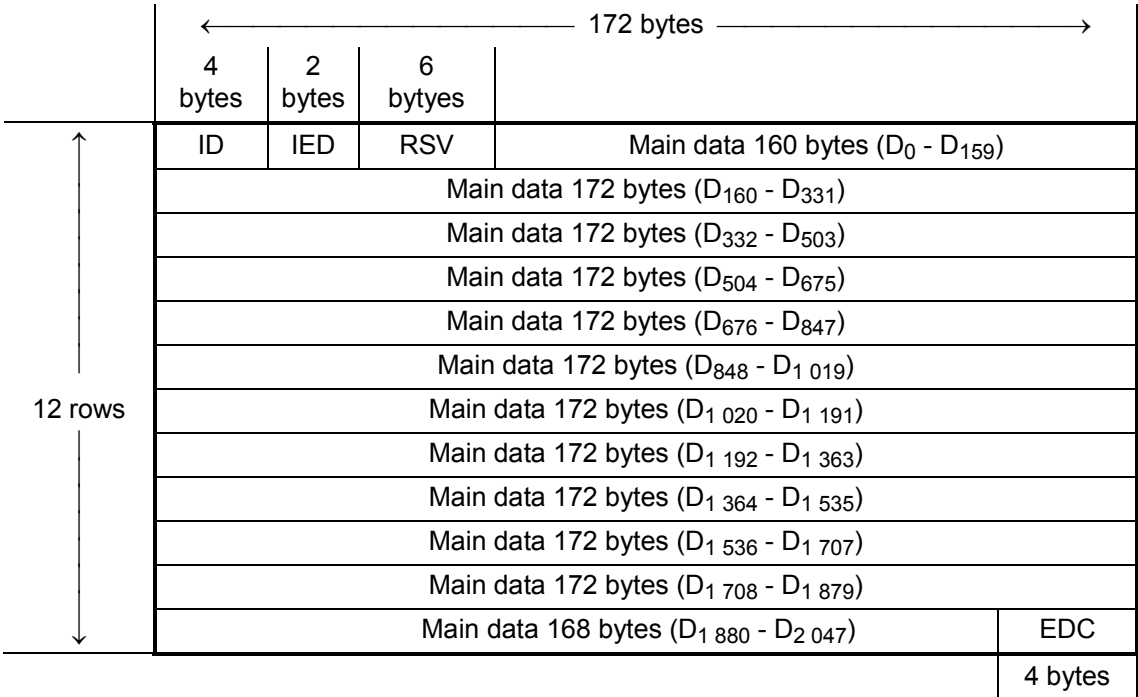 ← 172 bytes →
4 bytes 2 bytes 6 bytyes
ID IED RSV Main data 160 bytes (D0 - D159)
Main data 172 bytes (D160 - D331)
Main data 172 bytes (D332 - D503)
Main data 172 bytes (D504 - D675)
Main data 172 bytes (D676 - D847)
Main data 172 bytes (D848 - D1 019)
12 rows Main data 172 bytes (D1 020 - D1 191)
Main data 172 bytes (D1 192 - D1 363)
Main data 172 bytes (D1 364 - D1 535)
Main data 172 bytes (D1 536 - D1 707)
Main data 172 bytes (D1 708 - D1 879)
Main data 168 bytes (D1 880 - D2 047) EDC
4 bytes